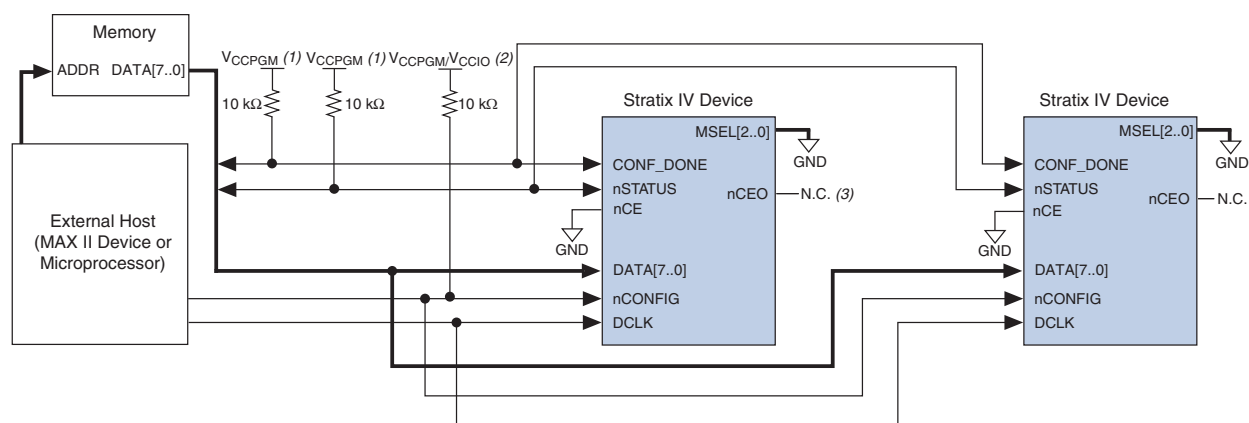 Memory
ADDR DATA[7..0]
VCCPGM (1) VCCPGM (1) VCCPGM/VCCIO (2)
10 kΩ 10 kΩ 10 kΩ
External Host
(MAX II Device or
Microprocessor)
Stratix IV Device
MSEL[2..0]
GND
CONF_DONE
nSTATUS
nCE
nCEO
N.C. (3)
GND
DATA[7..0]
nCONFIG
DCLK
Stratix IV Device
MSEL[2..0]
GND
CONF_DONE
nSTATUS
nCE
nCEO
N.C.
GND
DATA[7..0]
nCONFIG
DCLK